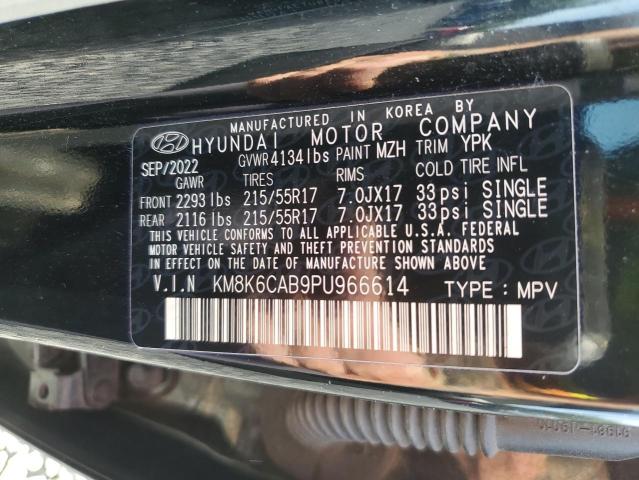 MANUFACTURED IN KOREA BY
HYUNDAI MOTOR COMPANY
SEP/2022 GVWR 4134 lbs PAINT MZH TRIM YPK
GAWR TIRES RIMS COLD TIRE INFL
FRONT 2293 lbs 215/55R17 7.0JX17 33psi SINGLE
REAR 2116 lbs 215/55R17 7.0JX17 33psi SINGLE
THIS VEHICLE CONFORMS TO ALL APPLICABLE U.S.A. FEDERAL
MOTOR VEHICLE SAFETY AND THEFT PREVENTION STANDARDS
IN EFFECT ON THE DATE OF MANUFACTURE SHOWN ABOVE.
V.I.N KM8K6CAB9PU966614 TYPE : MPV